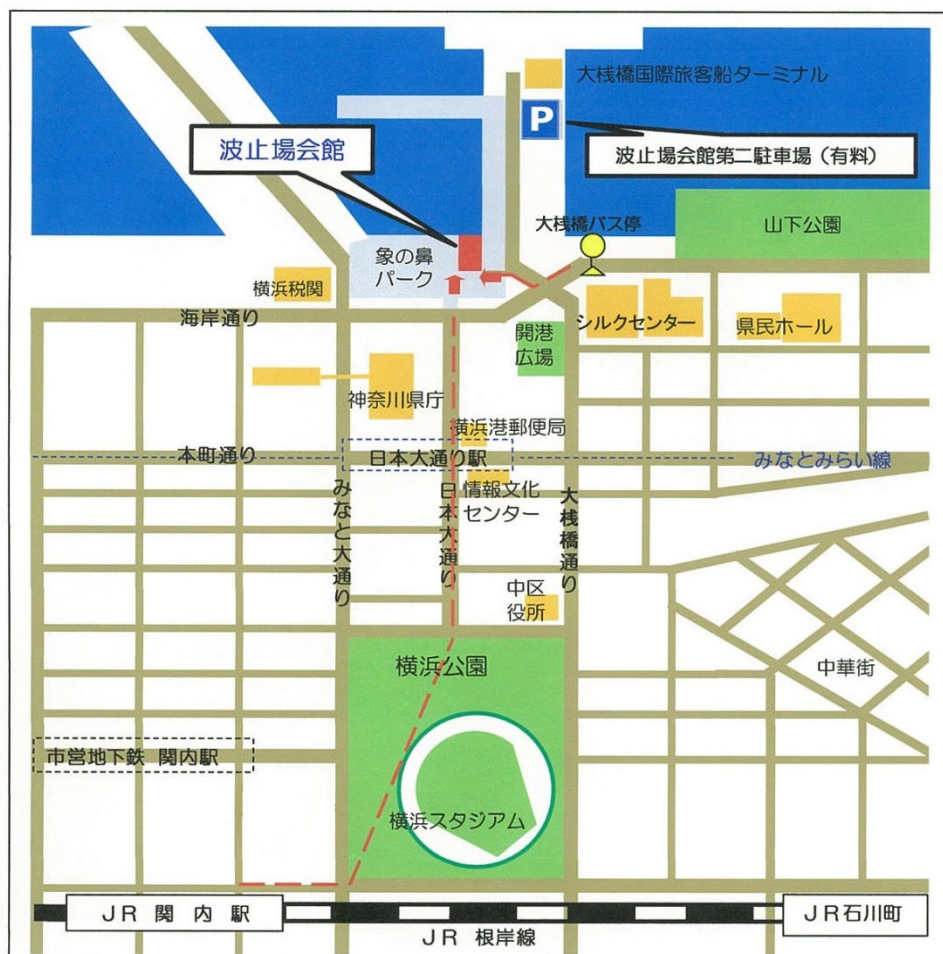 大桟橋国際旅客船ターミナル
P
波止場会館
波止場会館第二駐車場（有料）
大桟橋バス停
山下公園
象の鼻
パーク
横浜税関
海岸通り
シルクセンター
県民ホール
開港
広場
神奈川県庁
横浜港郵便局
本町通り
日本大通り駅
みなとみらい線
みなと大通り
日本大通り
情報文化
センター
大桟橋通り
中区
役所
横浜公園
中華街
市営地下鉄 関内駅
横浜スタジアム
ＪＲ 関 内 駅
ＪＲ石川町
ＪＲ 根岸線